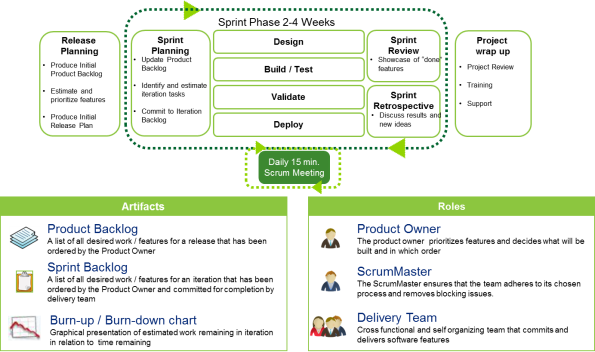 Sprint Phase 2-4 Weeks
Release
Planning
• Produce Initial
Product Backlog
• Estimate and
prioritize features
• Produce Initial
Release Plan
Sprint
Planning
• Update Product
Backlog
• Identify and estimate
iteration tasks
• Commit to Iteration
Backlog
Design
Build / Test
Validate
Deploy
Sprint
Review
• Showcase of "done"
features
Sprint
Retrospective
• Discuss results and
new ideas
Project
wrap up
• Project Review
• Training
• Support
Daily 15 min.
Scrum Meeting
Artifacts
Product Backlog
A list of all desired work / features for a release that has been
ordered by the Product Owner
Sprint Backlog
A list of all desired work / features for an iteration that has been
ordered by the Product Owner and committed for completion by
delivery team
Burn-up / Burn-down chart
Graphical presentation of estimated work remaining in iteration
in relation to time remaining
Roles
Product Owner
The product owner prioritizes features and decides what will be
built and in which order
ScrumMaster
The ScrumMaster ensures that the team adheres to its chosen
process and removes blocking issues.
Delivery Team
Cross functional and self organizing team that commits and
delivers software features